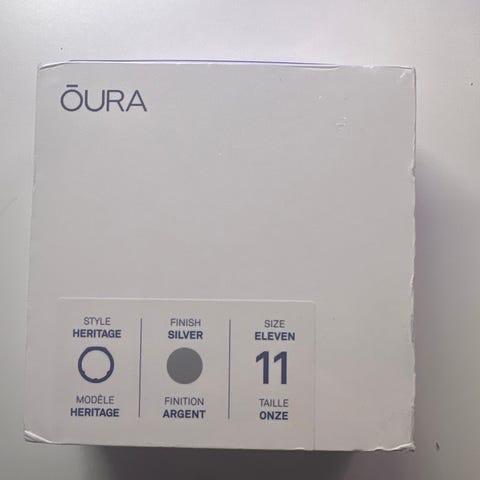 ŌURA
STYLE
HERITAGE
MODÈLE
HERITAGE
FINISH
SILVER
FINITION
ARGENT
SIZE
ELEVEN
11
TAILLE
ONZE